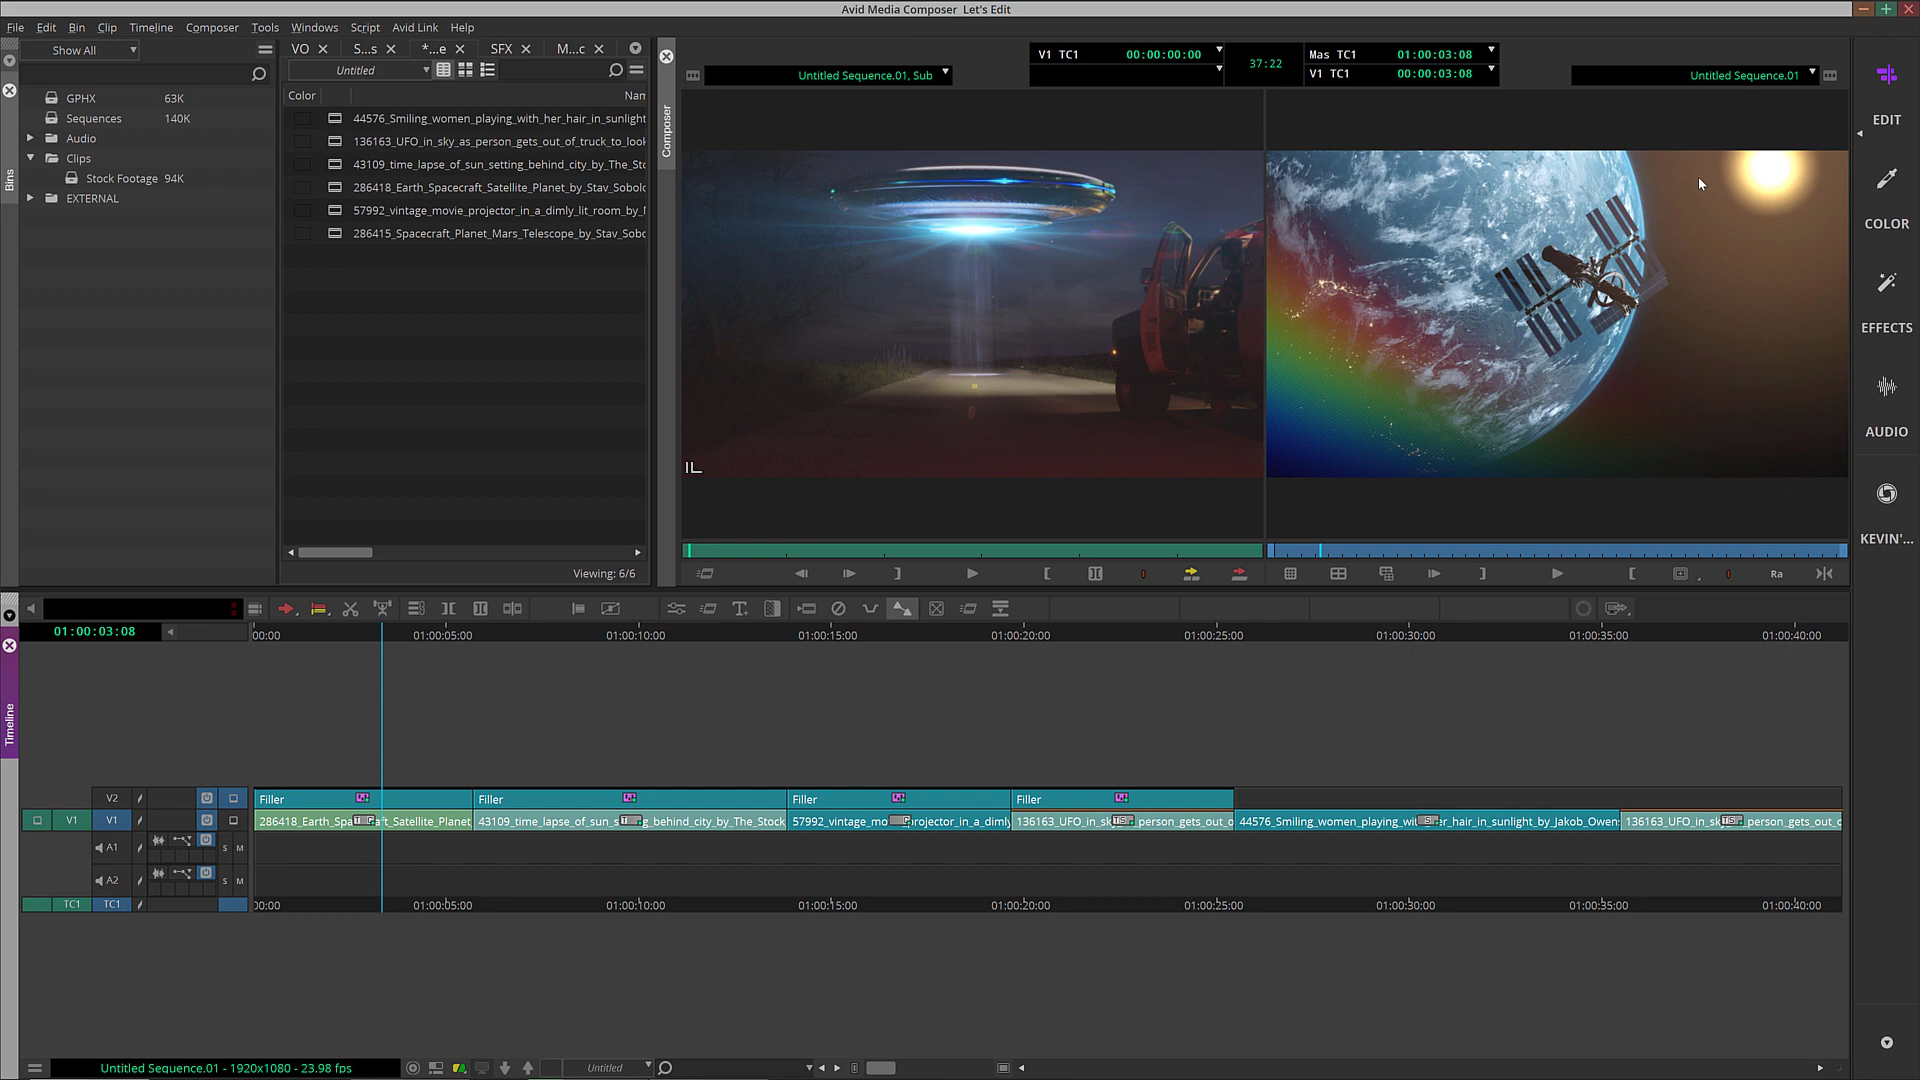 Avid Media Composer Let's Edit
File Edit Bin Clip Timeline Composer Tools Windows Script Avid Link Help
Show All
VO
S...s
*...e
SFX
M...c
Untitled
Color
Nam
GPHX 63K
Sequences 140K
Audio
Clips
Stock Footage 94K
EXTERNAL
Bins
44576_Smiling_women_playing_with_her_hair_in_sunlight
136163_UFO_in_sky_as_person_gets_out_of_truck_to_look
43109_time_lapse_of_sun_setting_behind_city_by_The_Sto
286418_Earth_Spacecraft_Satellite_Planet_by_Stav_Sobolo
57992_vintage_movie_projector_in_a_dimly_lit_room_by_
286415_Spacecraft_Planet_Mars_Telescope_by_Stav_Sobo
Viewing: 6/6
Composer
V1 TC1 00:00:00:00
37:22
Mas TC1 01:00:03:08
V1 TC1 00:00:03:08
Untitled Sequence.01, Sub
Untitled Sequence.01
Ra
EDIT
COLOR
EFFECTS
AUDIO
KEVIN'...
01:00:03:08
00:00 01:00:05:00 01:00:10:00 01:00:15:00 01:00:20:00 01:00:25:00 01:00:30:00 01:00:35:00 01:00:40:00
Timeline
V2
Filler Filler Filler Filler
V1 V1
286418_Earth_Spa ft_Satellite_Planet 43109_time_lapse_of_sun_s g_behind_city_by_The_Stock 57992_vintage_mo projector_in_a_dimly 136163_UFO_in_sk person_gets_out_o 44576_Smiling_women_playing_wi er_hair_in_sunlight_by_Jakob_Owen 136163_UFO_in_sk person_gets_out_o
A1 S M
A2 S M
TC1 TC1
00:00 01:00:05:00 01:00:10:00 01:00:15:00 01:00:20:00 01:00:25:00 01:00:30:00 01:00:35:00 01:00:40:00
Untitled Sequence.01 - 1920x1080 - 23.98 fps
Untitled